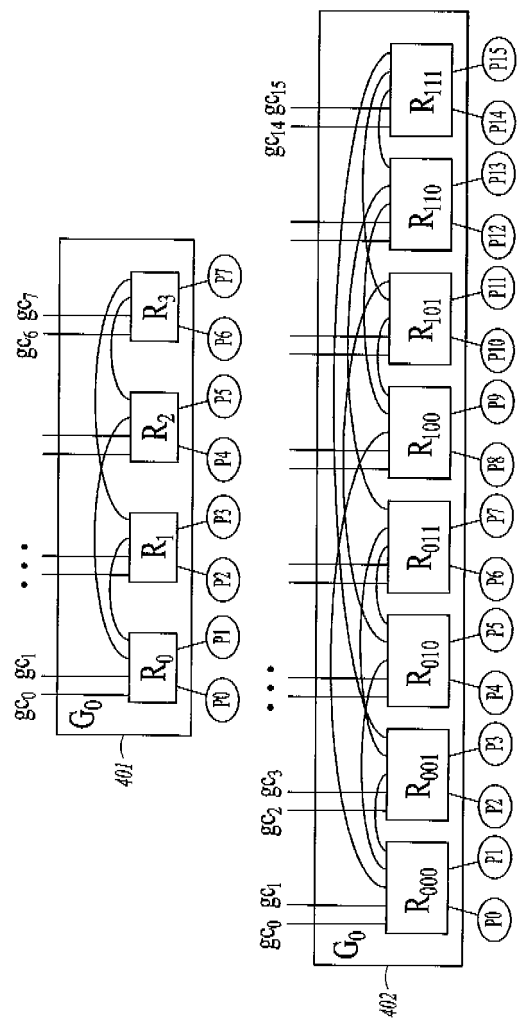 gc0 gc1
• • •
gc6 gc7
G0
R0
R1
R2
R3
P0
P1
P2
P3
P4
P5
P6
P7
401
gc0 gc1
gc2 gc3
• • •
gc14 gc15
G0
R000
R001
R010
R011
R100
R101
R110
R111
P0
P1
P2
P3
P4
P5
P6
P7
P8
P9
P10
P11
P12
P13
P14
P15
402